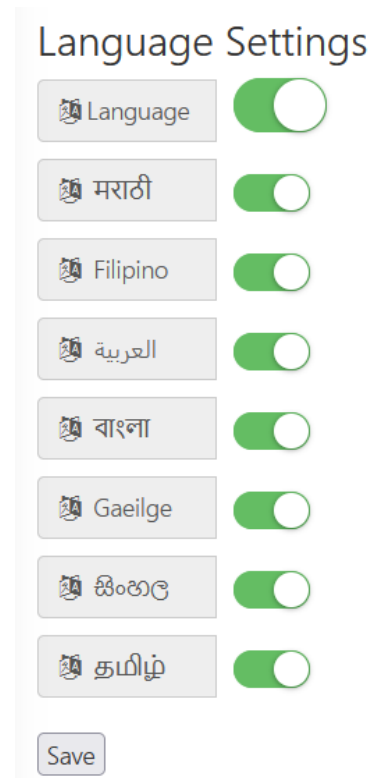 Language Settings
Language
मराठी
Filipino
العربية
বাংলা
Gaeilge
සිංහල
தமிழ்
Save